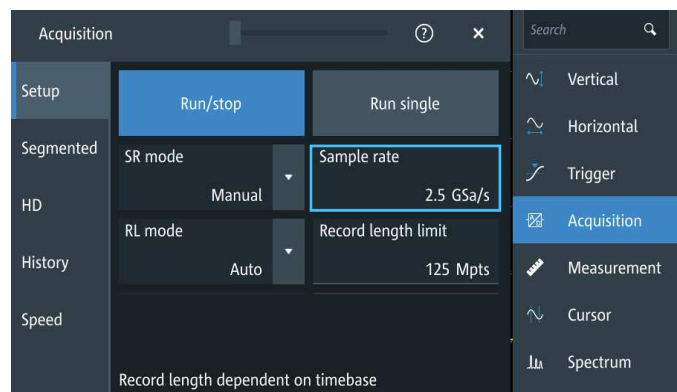 Acquisition
?
×
Search
Setup
Run/stop
Run single
Vertical
Horizontal
Segmented
SR mode
Manual
Sample rate
2.5 GSa/s
Trigger
HD
RL mode
Auto
Record length limit
125 Mpts
Acquisition
History
Measurement
Speed
Cursor
Spectrum
Record length dependent on timebase